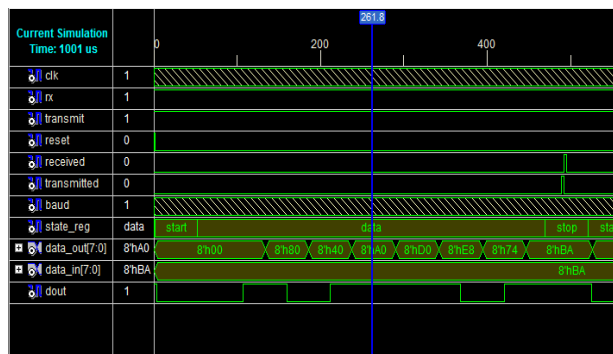 261.8
Current Simulation
Time: 1001 us
0 200 400
clk 1
rx 1
transmit 1
reset 0
received 0
transmitted 0
baud 1
state_reg data start data stop sta
data_out[7:0] 8'hA0 8'h00 8'h80 8'h40 8'hA0 8'hD0 8'hE8 8'h74 8'hBA
data_in[7:0] 8'hBA 8'hBA
dout 1